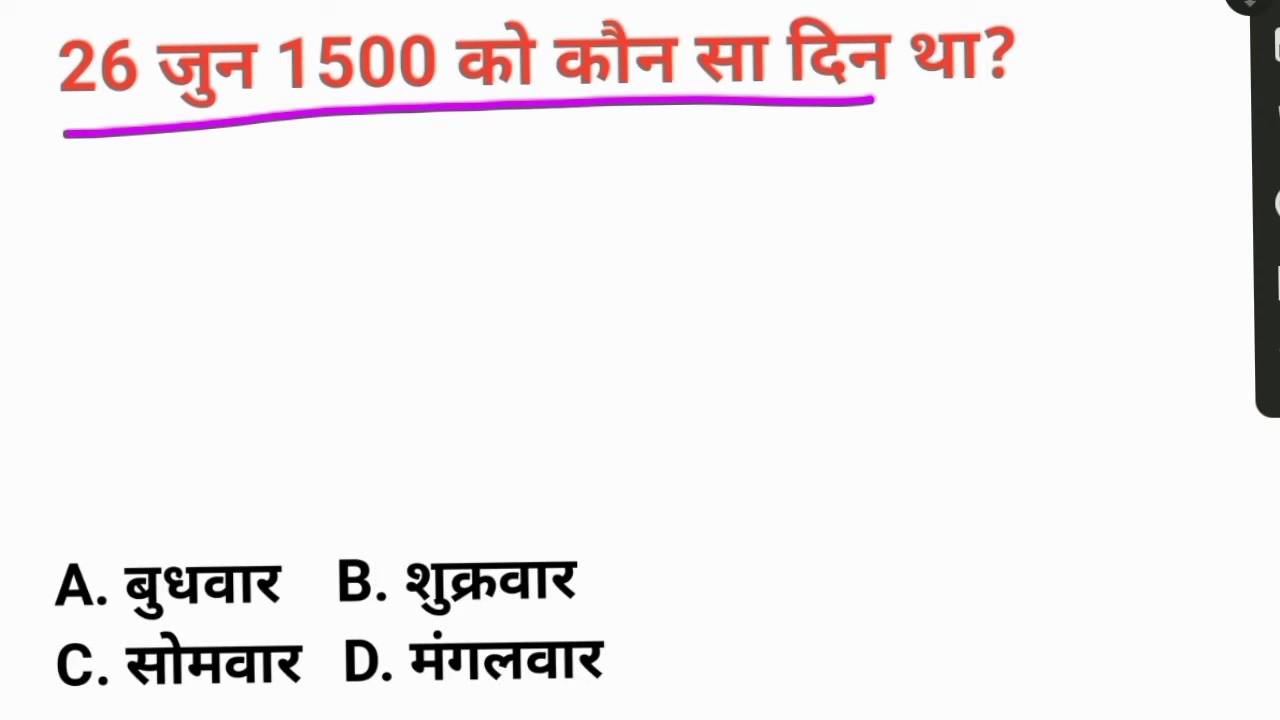 26 जुन 1500 को कौन सा दिन था?
A. बुधवार B. शुक्रवार
C. सोमवार D. मंगलवार